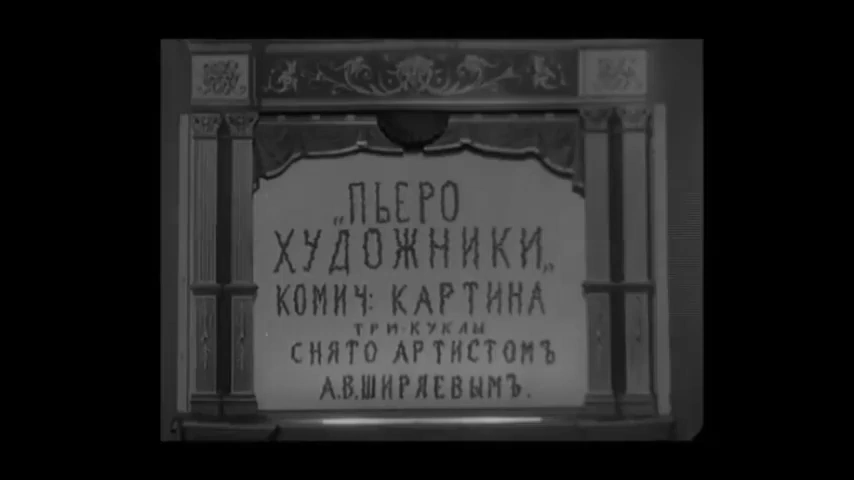 „ПЬЕРО
ХУДОЖНИКИ„
КОМИЧ: КАРТИНА
ТРИ-КУКЛЫ
СНЯТО АРТИСТОМЪ
А.В.ШИРЯЕВЫМЪ.